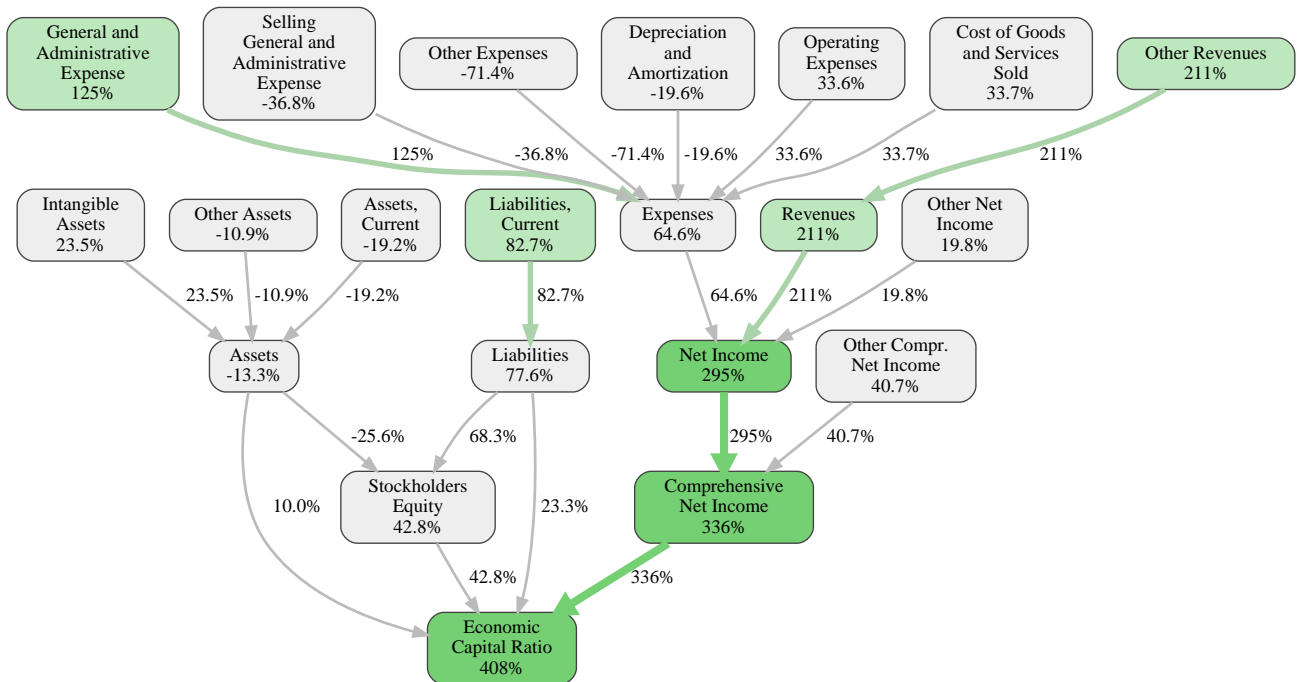 General and
Administrative
Expense
125%
Selling
General and
Administrative
Expense
-36.8%
Other Expenses
-71.4%
Depreciation
and
Amortization
-19.6%
Operating
Expenses
33.6%
Cost of Goods
and Services
Sold
33.7%
Other Revenues
211%
125%
-36.8%
-71.4%
-19.6%
33.6%
33.7%
211%
Intangible
Assets
23.5%
Other Assets
-10.9%
Assets,
Current
-19.2%
Liabilities,
Current
82.7%
Expenses
64.6%
Revenues
211%
Other Net
Income
19.8%
23.5%
-10.9%
-19.2%
82.7%
64.6%
211%
19.8%
Assets
-13.3%
Liabilities
77.6%
Net Income
295%
Other Compr.
Net Income
40.7%
-25.6%
68.3%
295%
40.7%
10.0%
Stockholders
Equity
42.8%
23.3%
Comprehensive
Net Income
336%
42.8%
336%
Economic
Capital Ratio
408%